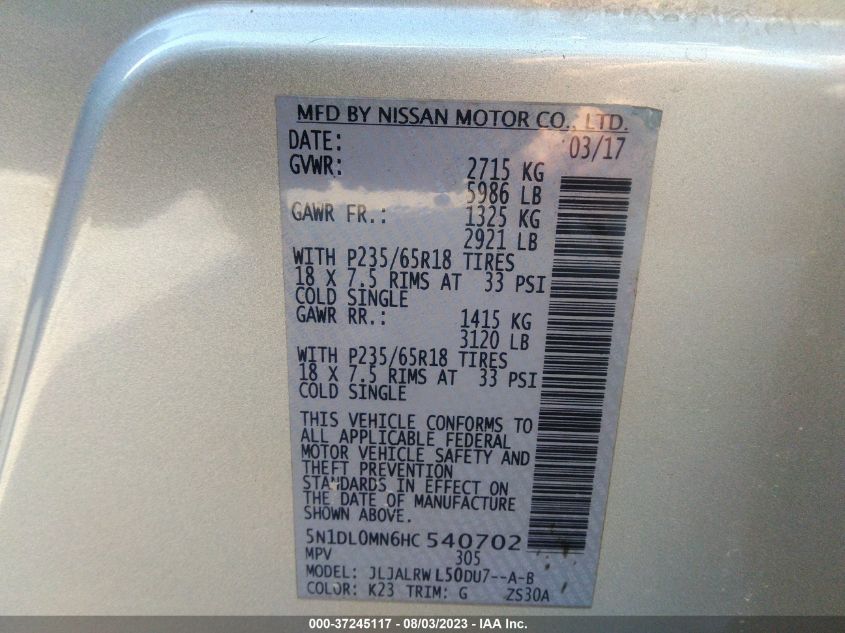 MFD BY NISSAN MOTOR CO., LTD.
DATE: 03/17
GVWR: 2715 KG
5986 LB
GAWR FR.: 1325 KG
2921 LB
WITH P235/65R18 TIRES
18 X 7.5 RIMS AT 33 PSI
COLD SINGLE
GAWR RR.: 1415 KG
3120 LB
WITH P235/65R18 TIRES
18 X 7.5 RIMS AT 33 PSI
COLD SINGLE
THIS VEHICLE CONFORMS TO
ALL APPLICABLE FEDERAL
MOTOR VEHICLE SAFETY AND
THEFT PREVENTION
STANDARDS IN EFFECT ON
THE DATE OF MANUFACTURE
SHOWN ABOVE.
5N1DL0MN6HC 540702
MPV 305
MODEL: JLJALRW L50DU7--A-B
COLOR: K23 TRIM: G ZS30A
000-37245117 - 08/03/2023 - IAA Inc.